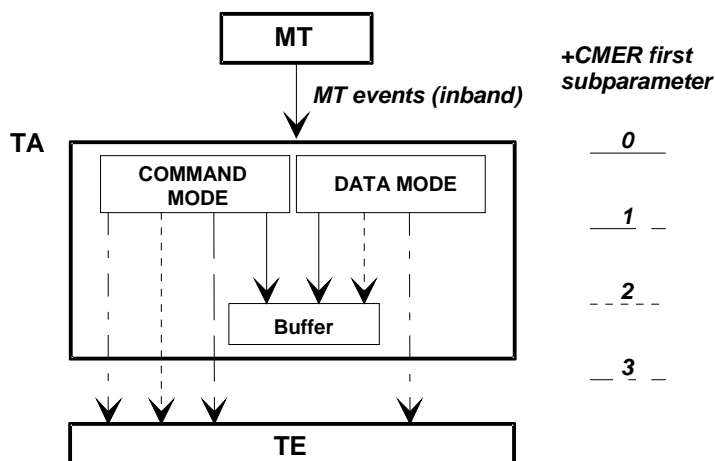 MT
+CMER first
subparameter
MT events (inband)
TA
0
COMMAND
MODE
DATA MODE
1
2
Buffer
3
TE